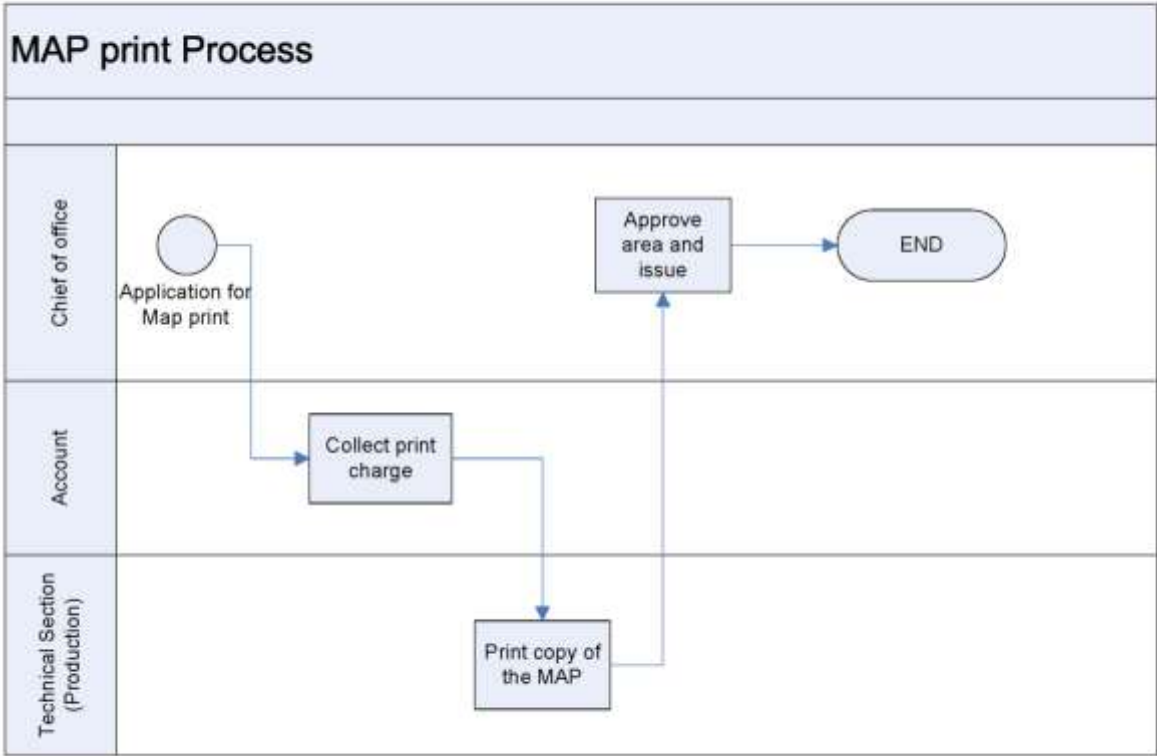 MAP print Process
Chief of office
Application for
Map print
Approve
area and
issue
END
Account
Collect print
charge
Technical Section
(Production)
Print copy of
the MAP